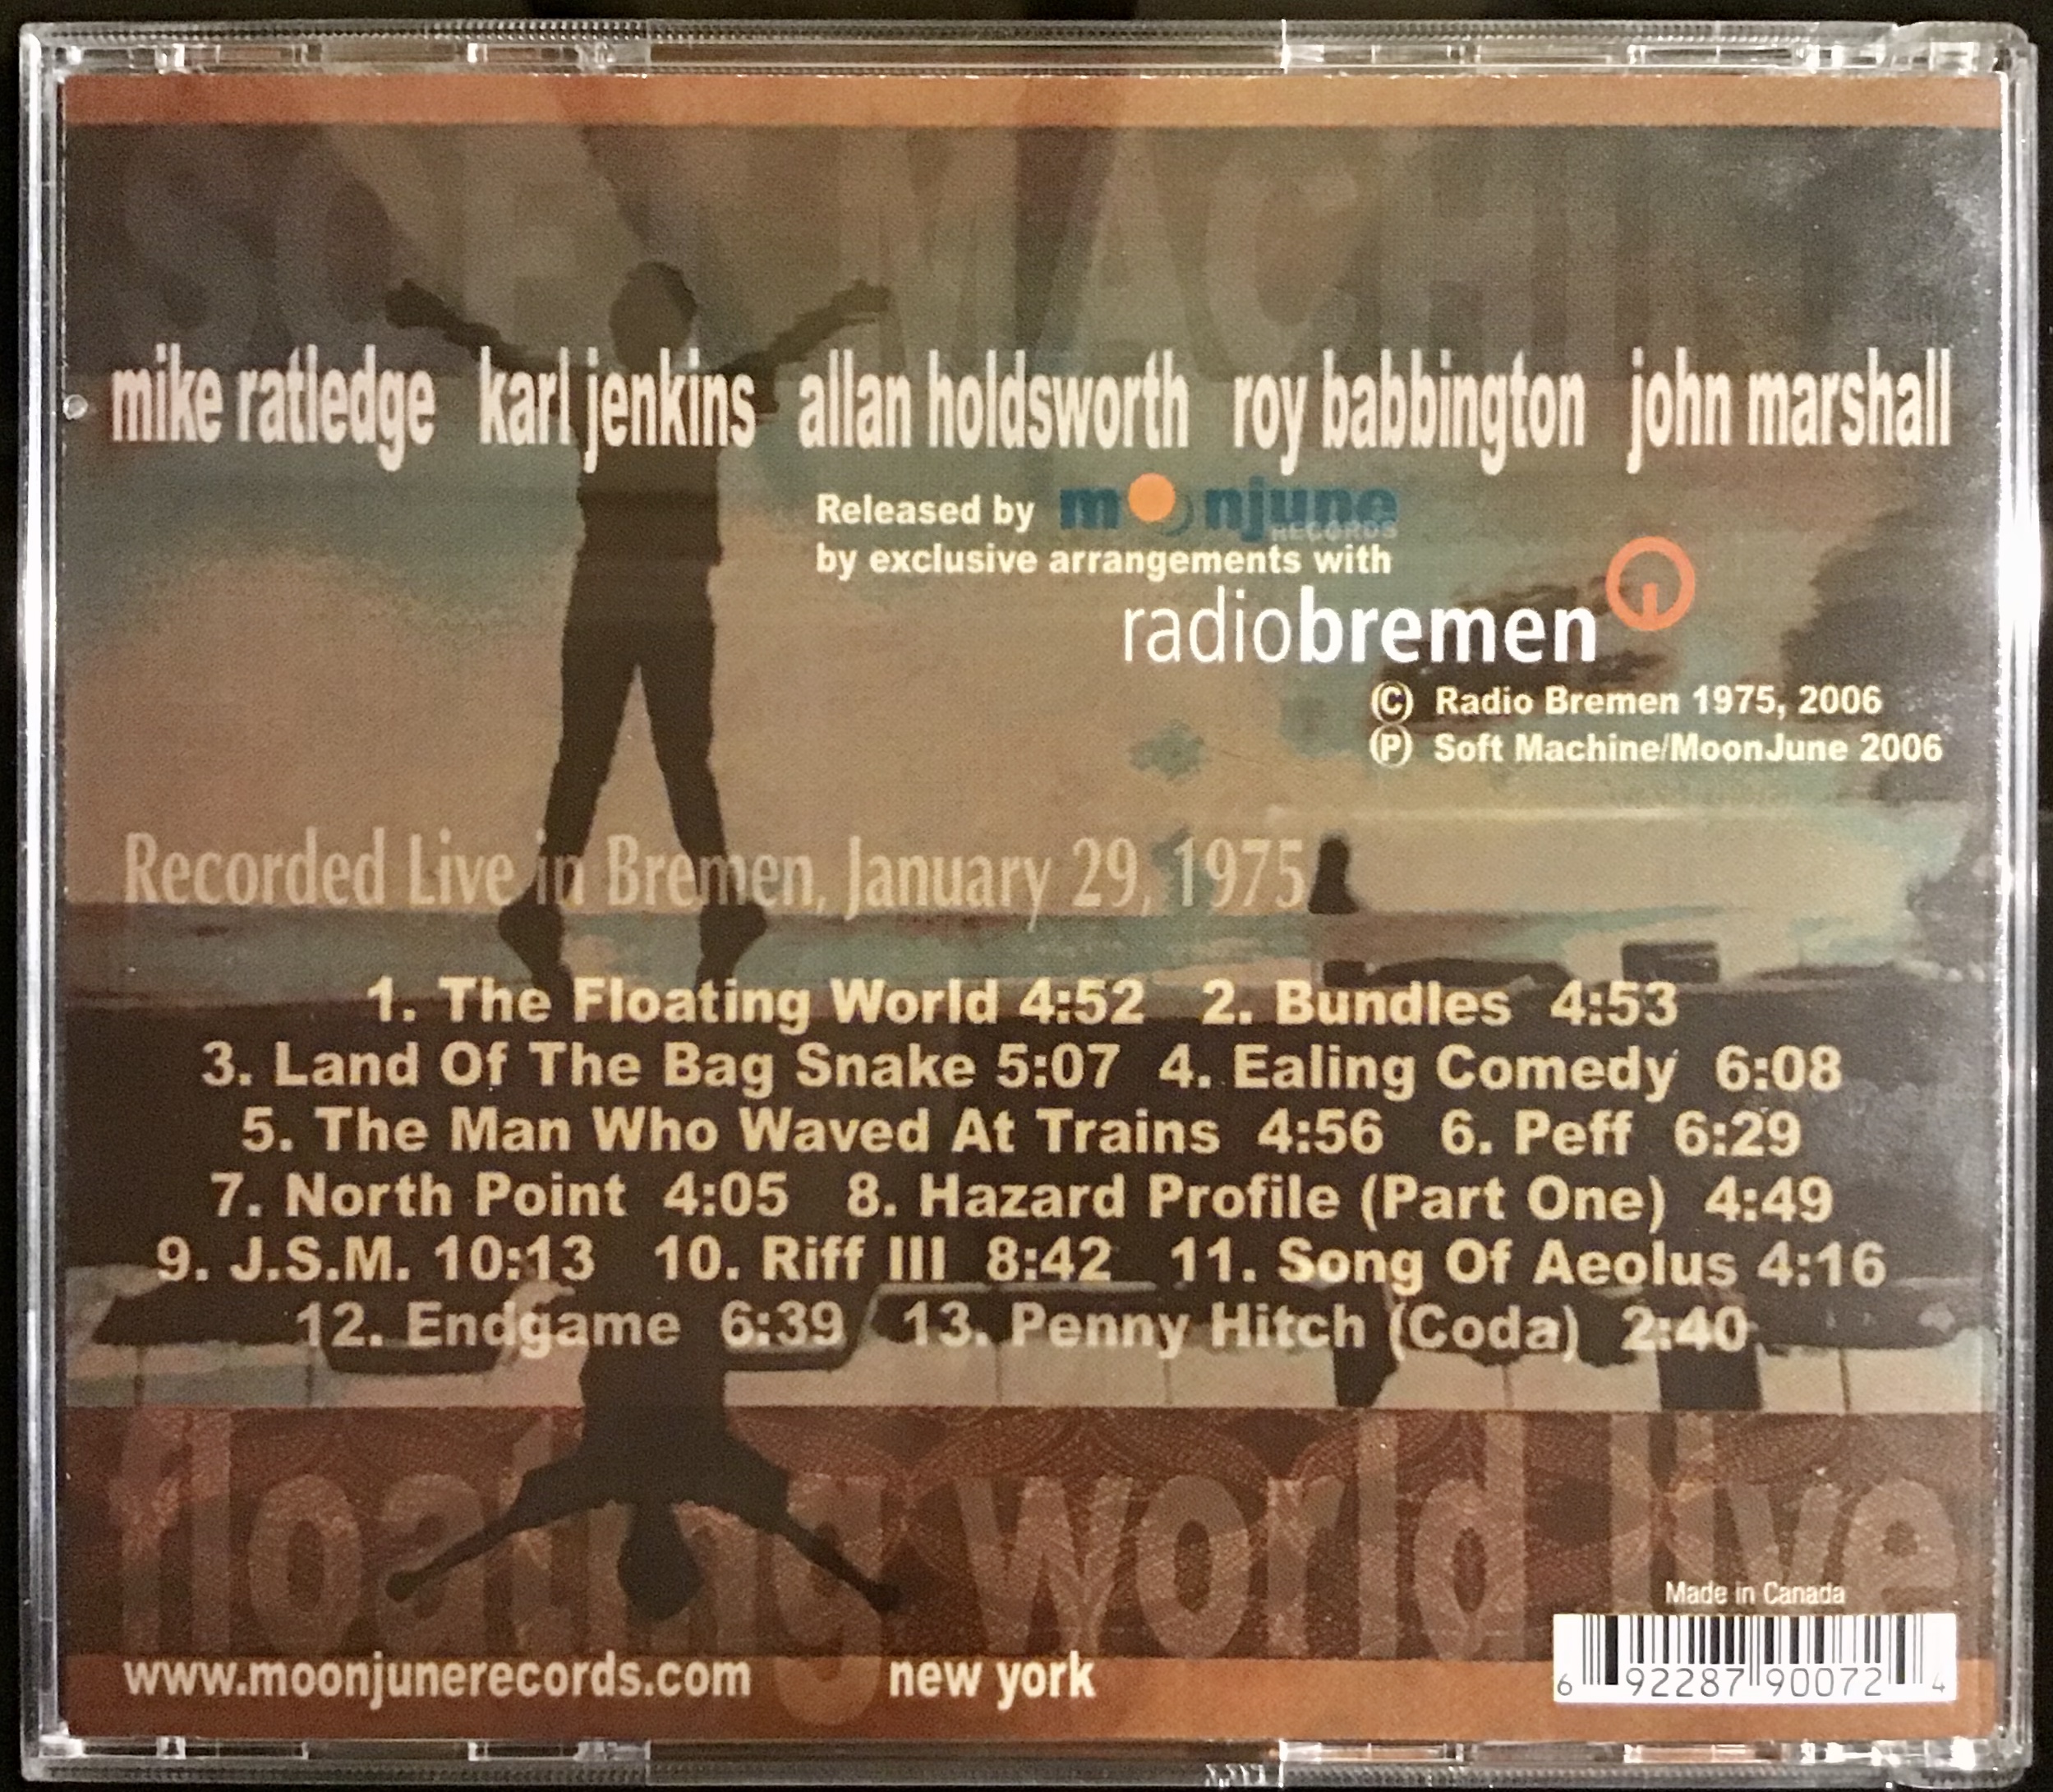 SOFT MACHINE
mike ratledge karl jenkins allan holdsworth roy babbington john marshall
Released by moonjune RECORDS
by exclusive arrangements with
radiobremen
(C) Radio Bremen 1975, 2006
(P) Soft Machine/MoonJune 2006
Recorded Live in Bremen, January 29, 1975
1. The Floating World 4:52 2. Bundles 4:53
3. Land Of The Bag Snake 5:07 4. Ealing Comedy 6:08
5. The Man Who Waved At Trains 4:56 6. Peff 6:29
7. North Point 4:05 8. Hazard Profile (Part One) 4:49
9. J.S.M. 10:13 10. Riff III 8:42 11. Song Of Aeolus 4:16
12. Endgame 6:39 13. Penny Hitch (Coda) 2:40
floating world live
Made in Canada
www.moonjunerecords.com new york
6 92287 90072 4